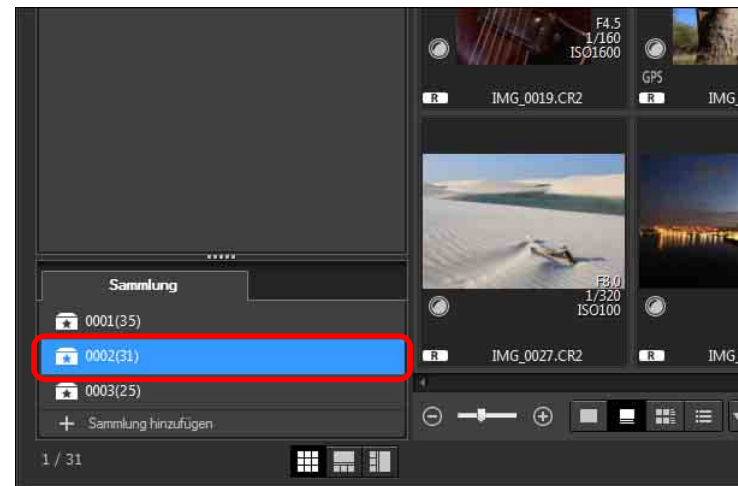 F4.5
1/160
ISO1600
GPS
R IMG_0019.CR2
R IMG_
F8.0
1/320
ISO100
R IMG_0027.CR2
R IMG_
Sammlung
0001(35)
0002(31)
0003(25)
+ Sammlung hinzufügen
1 / 31